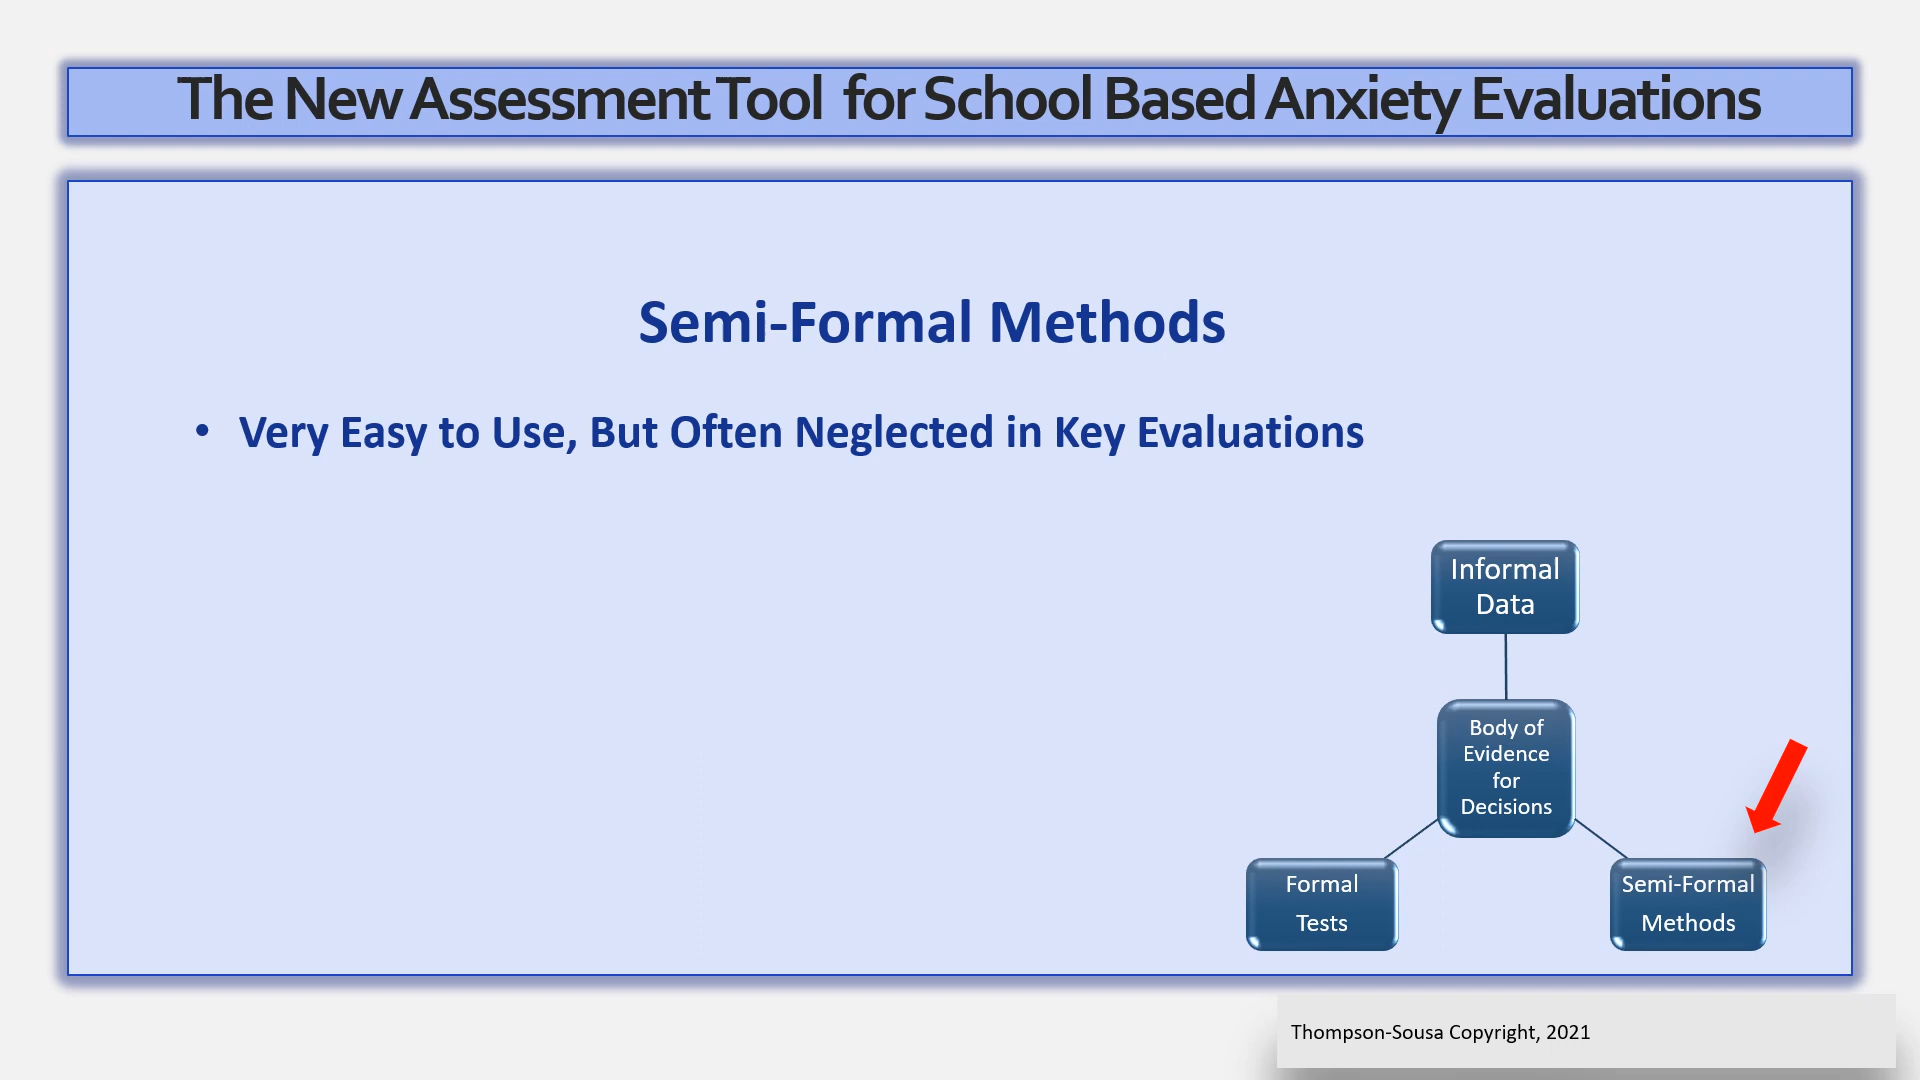 The New Assessment Tool for School Based Anxiety Evaluations
Semi-Formal Methods
• Very Easy to Use, But Often Neglected in Key Evaluations
Informal
Data
Body of
Evidence
for
Decisions
Formal
Tests
Semi-Formal
Methods
Thompson-Sousa Copyright, 2021